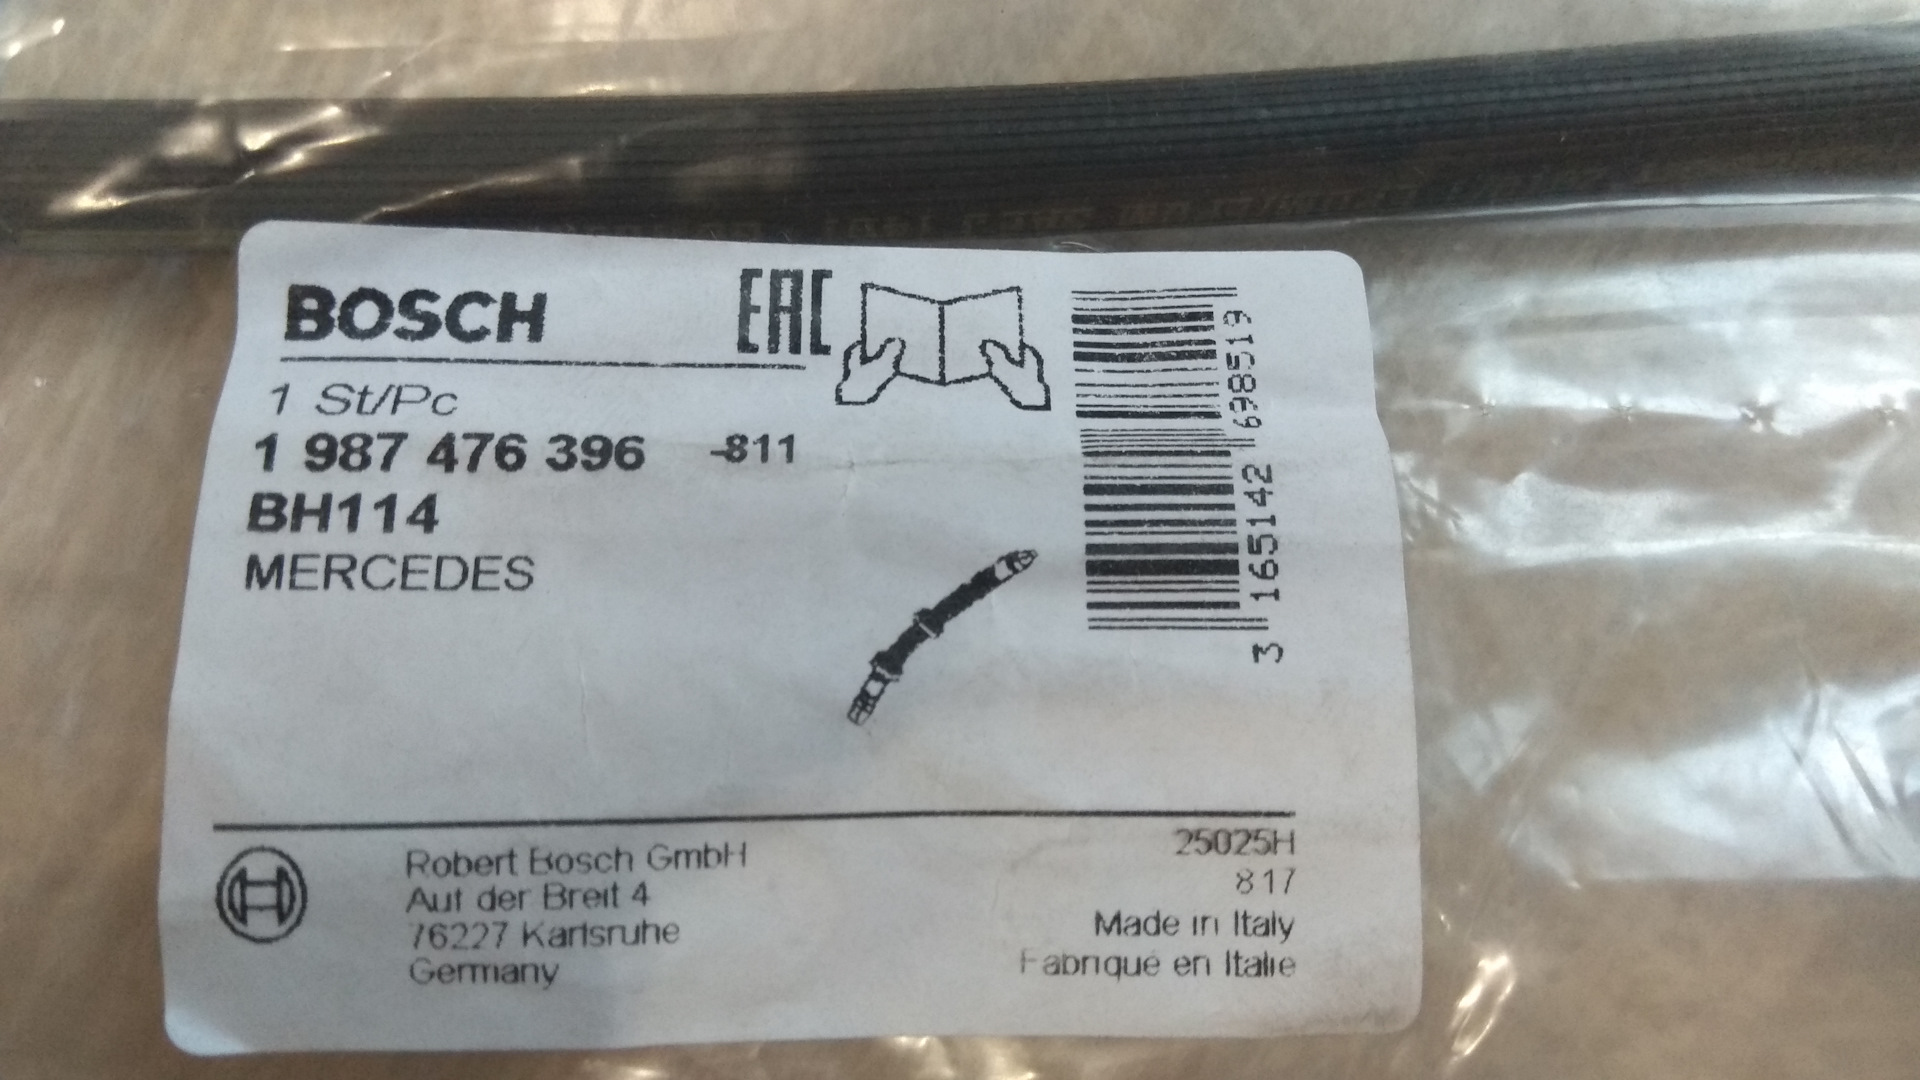 BOSCH
EAC
1 St/Pc
1 987 476 396 -811
BH114
MERCEDES
3 165142 698519
Robert Bosch GmbH
Auf der Breit 4
76227 Karlsruhe
Germany
25025H
817
Made in Italy
Fabriqué en Italie